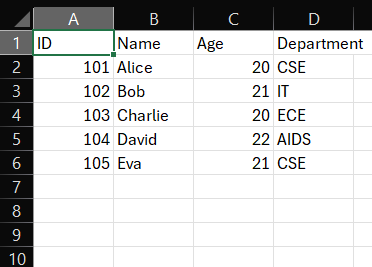 A B C D
1 ID Name Age Department
2 101 Alice 20 CSE
3 102 Bob 21 IT
4 103 Charlie 20 ECE
5 104 David 22 AIDS
6 105 Eva 21 CSE
7
8
9
10